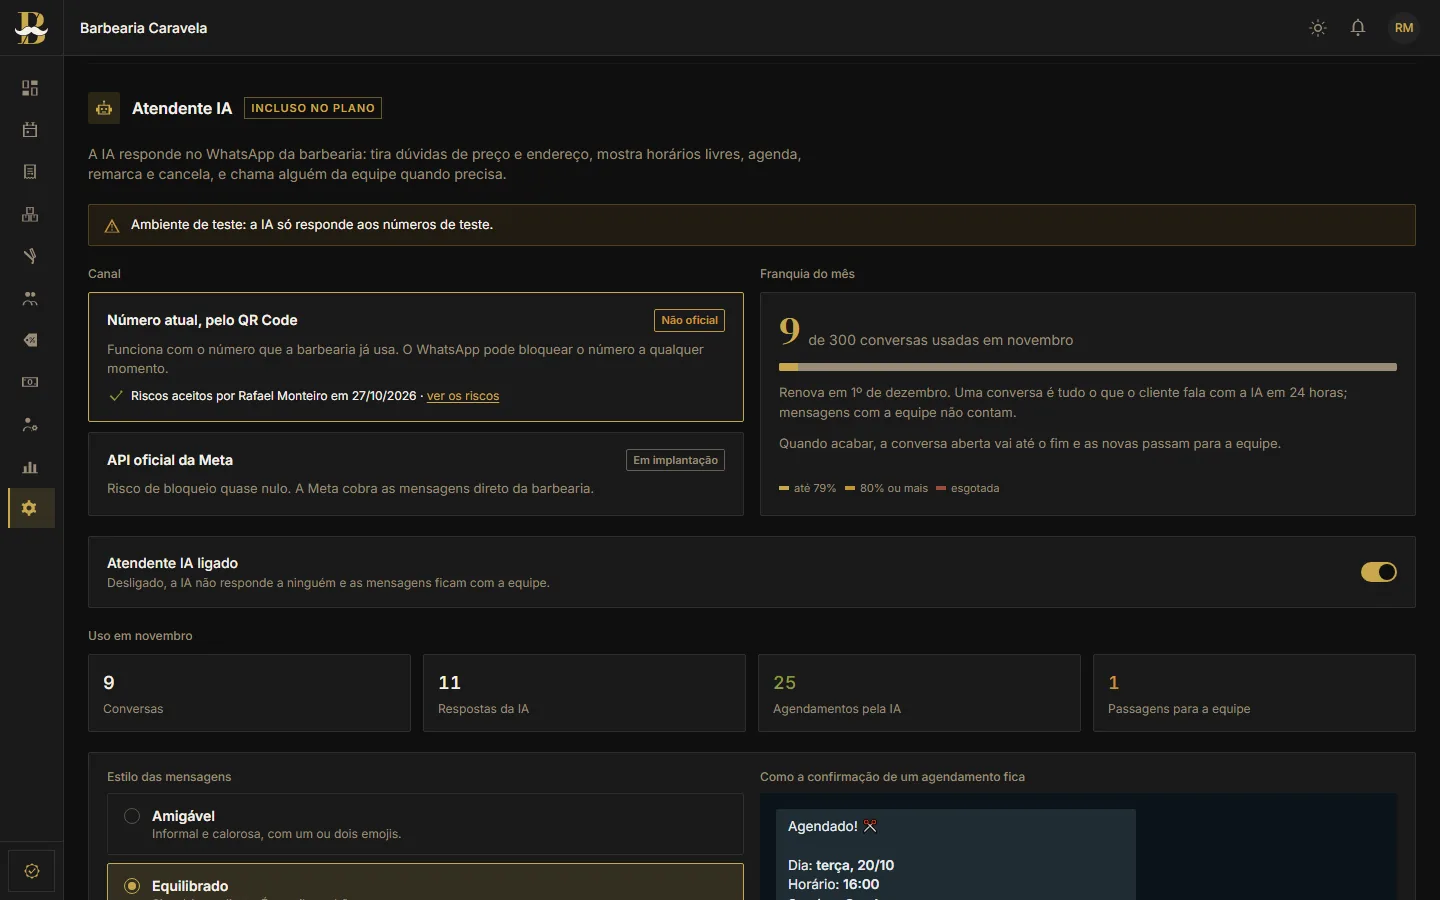 B
Barbearia Caravela
RM
Atendente IA
INCLUSO NO PLANO
A IA responde no WhatsApp da barbearia: tira dúvidas de preço e endereço, mostra horários livres, agenda,
remarca e cancela, e chama alguém da equipe quando precisa.
Ambiente de teste: a IA só responde aos números de teste.
Canal
Número atual, pelo QR Code
Não oficial
Funciona com o número que a barbearia já usa. O WhatsApp pode bloquear o número a qualquer
momento.
Riscos aceitos por Rafael Monteiro em 27/10/2026 · ver os riscos
API oficial da Meta
Em implantação
Risco de bloqueio quase nulo. A Meta cobra as mensagens direto da barbearia.
Franquia do mês
9 de 300 conversas usadas em novembro
Renova em 1º de dezembro. Uma conversa é tudo o que o cliente fala com a IA em 24 horas;
mensagens com a equipe não contam.
Quando acabar, a conversa aberta vai até o fim e as novas passam para a equipe.
até 79%
80% ou mais
esgotada
Atendente IA ligado
Desligado, a IA não responde a ninguém e as mensagens ficam com a equipe.
Uso em novembro
9
Conversas
11
Respostas da IA
25
Agendamentos pela IA
1
Passagens para a equipe
Estilo das mensagens
Amigável
Informal e calorosa, com um ou dois emojis.
Equilibrado
Como a confirmação de um agendamento fica
Agendado!
Dia: terça, 20/10
Horário: 16:00